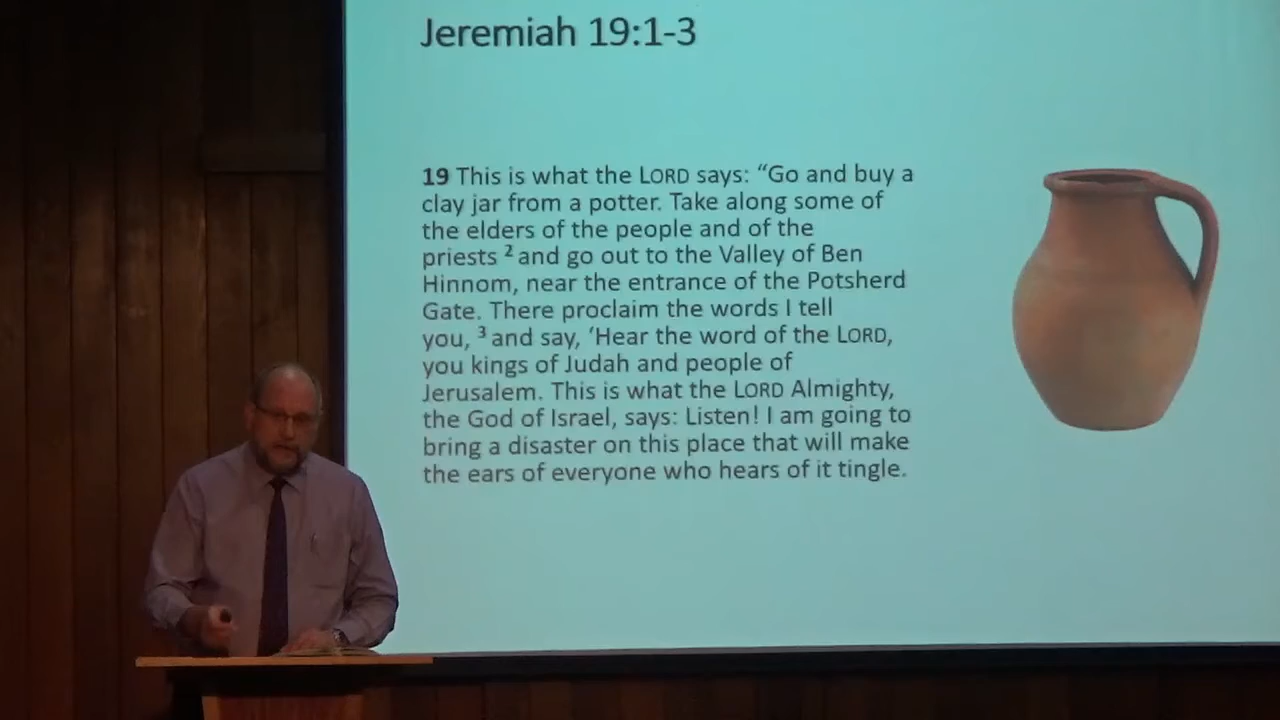 Jeremiah 19:1-3
19 This is what the LORD says: “Go and buy a
clay jar from a potter. Take along some of
the elders of the people and of the
priests ² and go out to the Valley of Ben
Hinnom, near the entrance of the Potsherd
Gate. There proclaim the words I tell
you, ³ and say, ‘Hear the word of the LORD,
you kings of Judah and people of
Jerusalem. This is what the LORD Almighty,
the God of Israel, says: Listen! I am going to
bring a disaster on this place that will make
the ears of everyone who hears of it tingle.